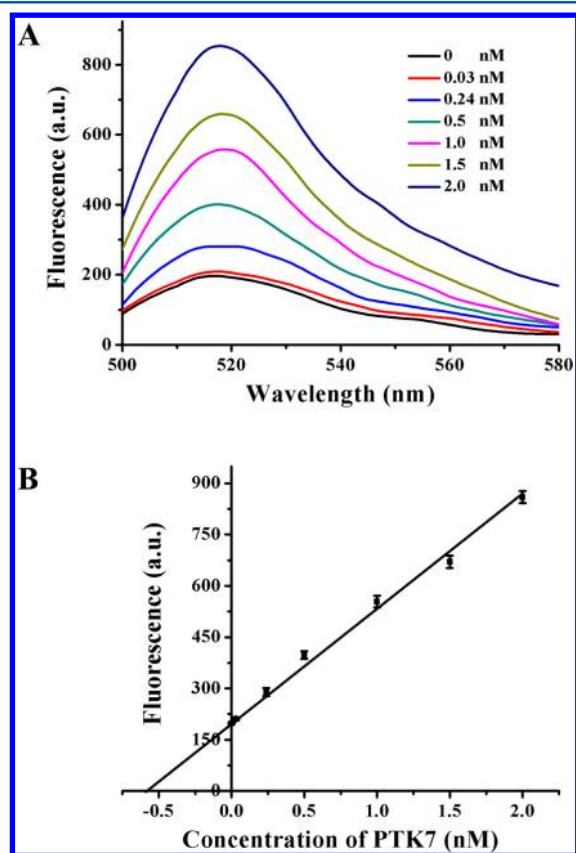 A
Fluorescence (a.u.)
800
600
400
200
0
0 nM
0.03 nM
0.24 nM
0.5 nM
1.0 nM
1.5 nM
2.0 nM
500 520 540 560 580
Wavelength (nm)
B
Fluorescence (a.u.)
900
750
600
450
300
150
0
-0.5 0.0 0.5 1.0 1.5 2.0
Concentration of PTK7 (nM)